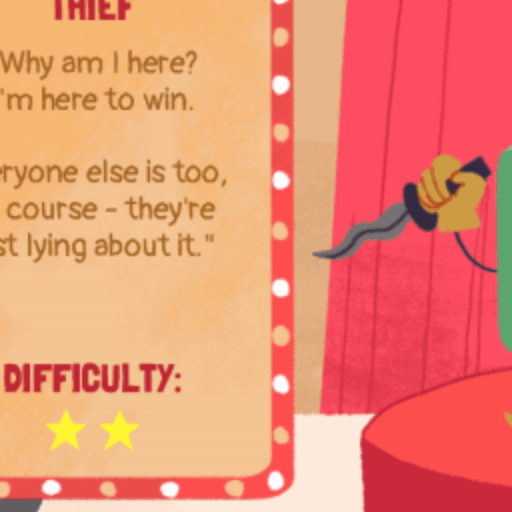 THIEF
Why am I here?
'm here to win.
eryone else is too,
course - they're
st lying about it."
DIFFICULTY: